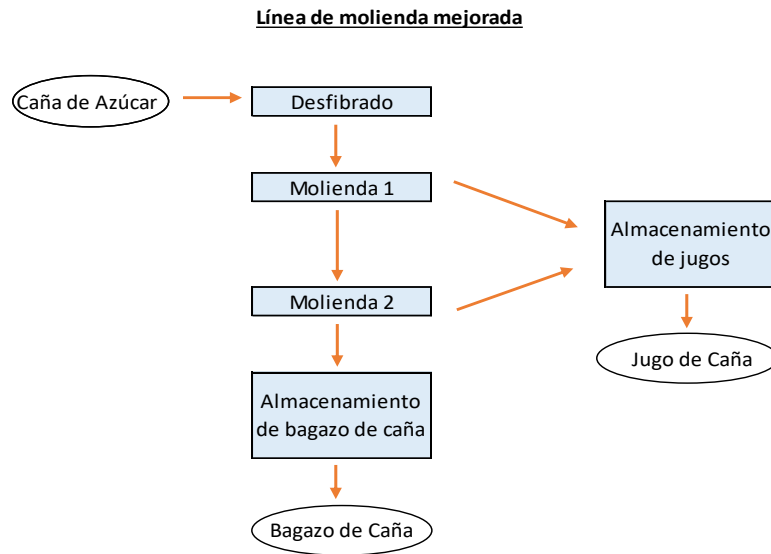 Línea de molienda mejorada
Caña de Azúcar
Desfibrado
Molienda 1
Almacenamiento
de jugos
Molienda 2
Jugo de Caña
Almacenamiento
de bagazo de caña
Bagazo de Caña